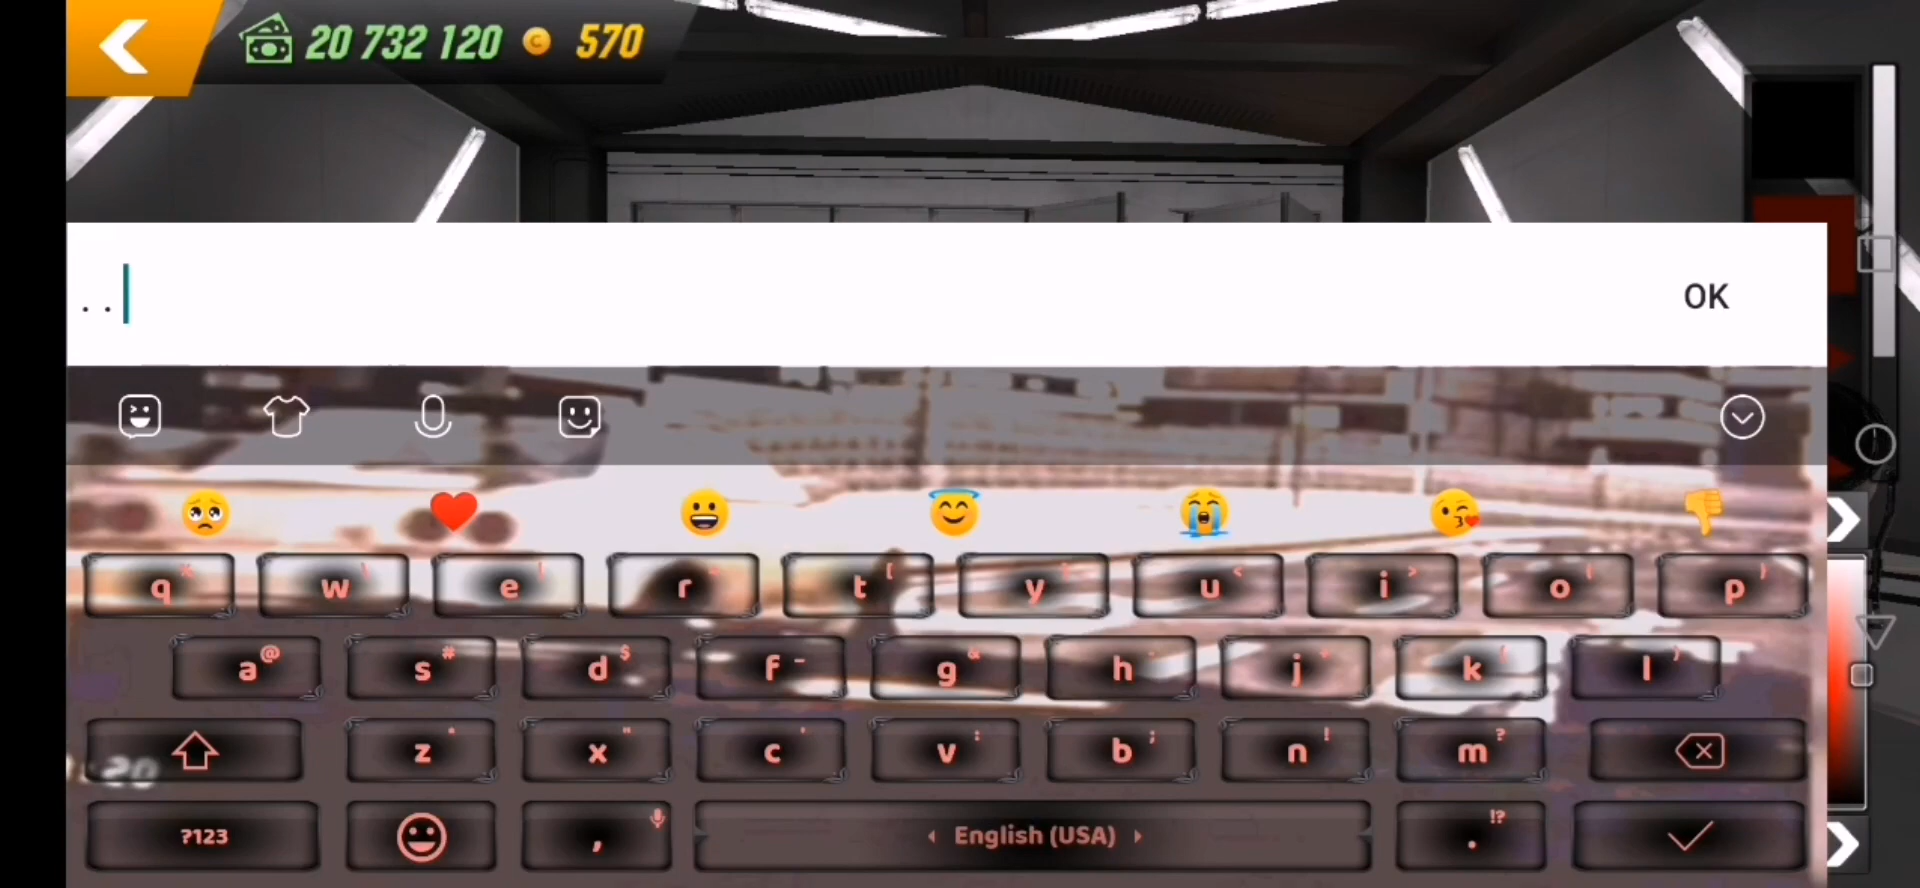 20 732 120 C 570
. .
OK
q w e r t [ y u < i > o p
a @ s # d $ f - g & h j k l
z x " c ' v : b ; n ! m ?
?123 , English (USA) . !?